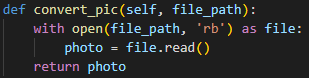 def convert_pic(self, file_path):
    with open(file_path, 'rb') as file:
        photo = file.read()
    return photo